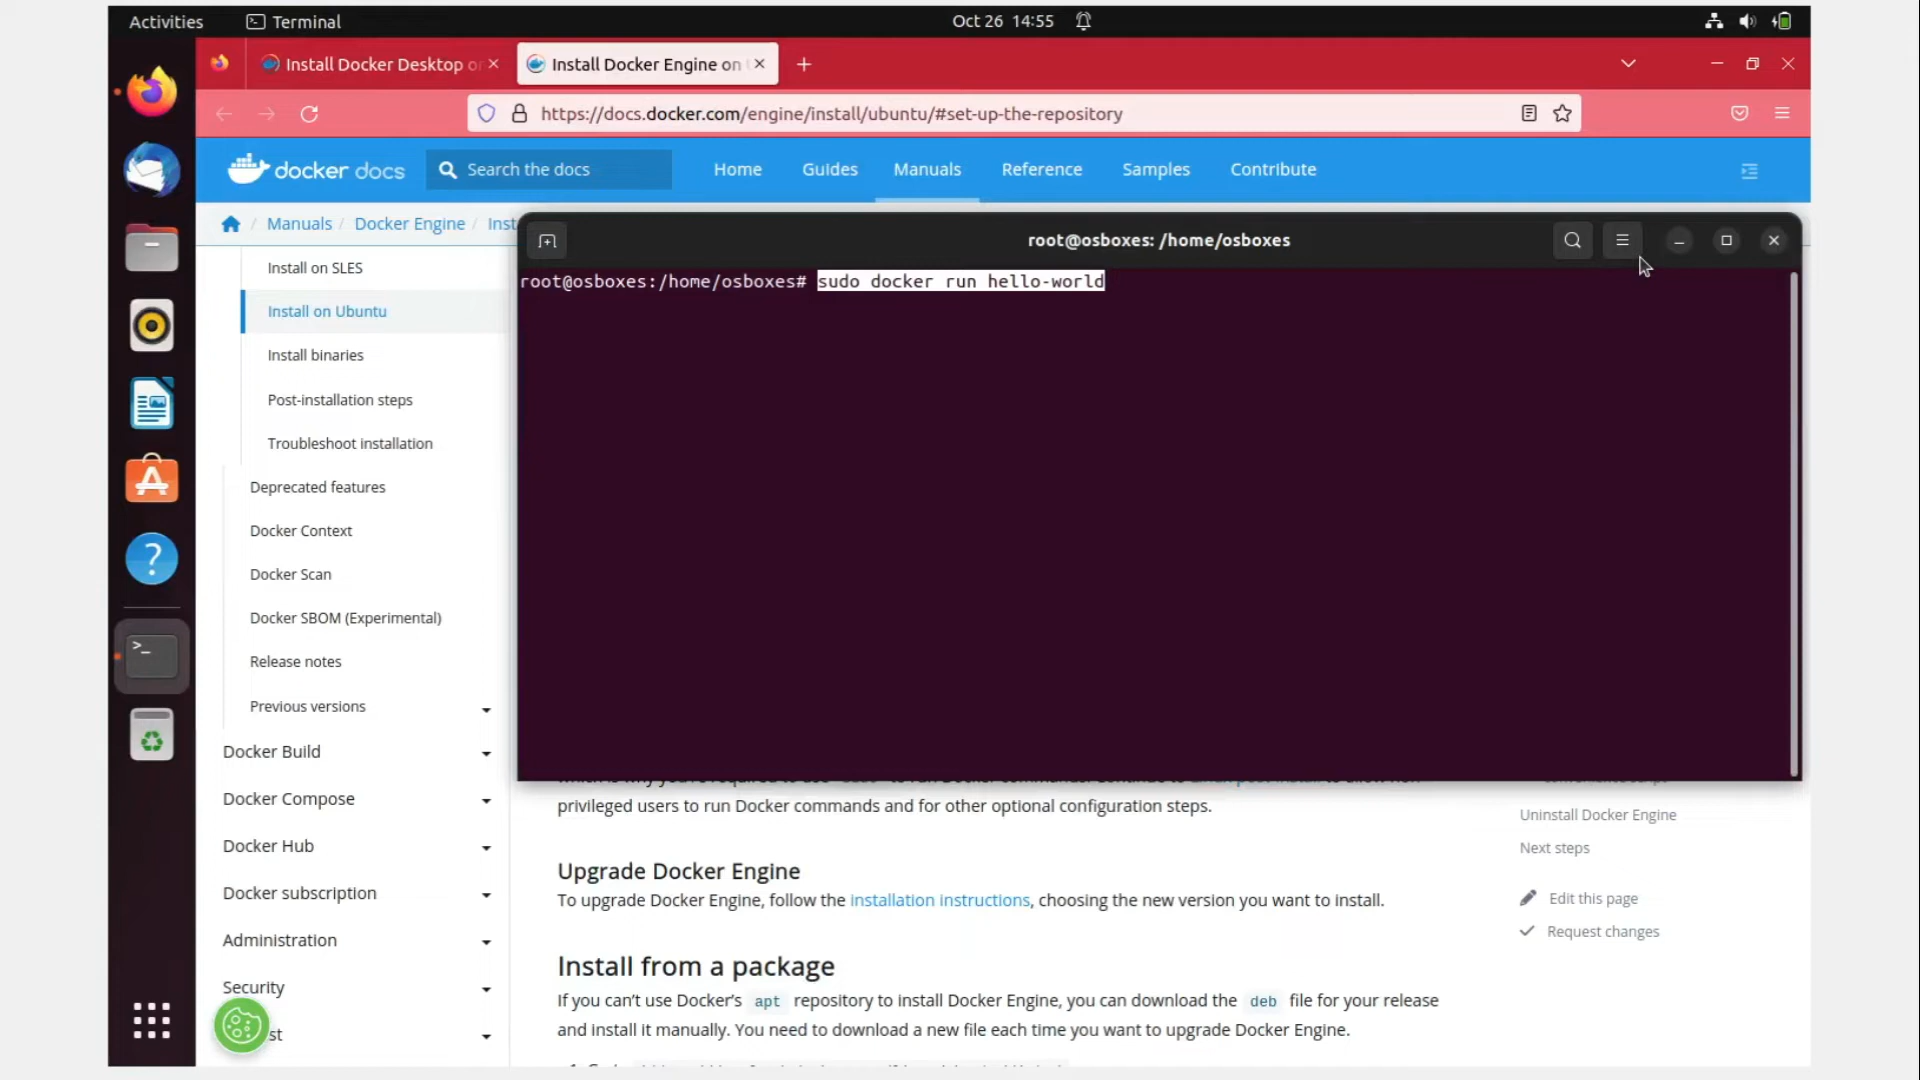 Activities
Terminal
Oct 26 14:55
Install Docker Desktop or
Install Docker Engine on
https://docs.docker.com/engine/install/ubuntu/#set-up-the-repository
docker docs
Search the docs
Home
Guides
Manuals
Reference
Samples
Contribute
/ Manuals / Docker Engine / Inst
root@osboxes: /home/osboxes
root@osboxes:/home/osboxes# sudo docker run hello-world
Install on SLES
Install on Ubuntu
Install binaries
Post-installation steps
Troubleshoot installation
Deprecated features
Docker Context
Docker Scan
Docker SBOM (Experimental)
Release notes
Previous versions
Docker Build
Docker Compose
Docker Hub
Docker subscription
Administration
Security
st
privileged users to run Docker commands and for other optional configuration steps.
Upgrade Docker Engine
To upgrade Docker Engine, follow the installation instructions, choosing the new version you want to install.
Install from a package
If you can't use Docker's apt repository to install Docker Engine, you can download the deb file for your release
and install it manually. You need to download a new file each time you want to upgrade Docker Engine.
Uninstall Docker Engine
Next steps
Edit this page
Request changes